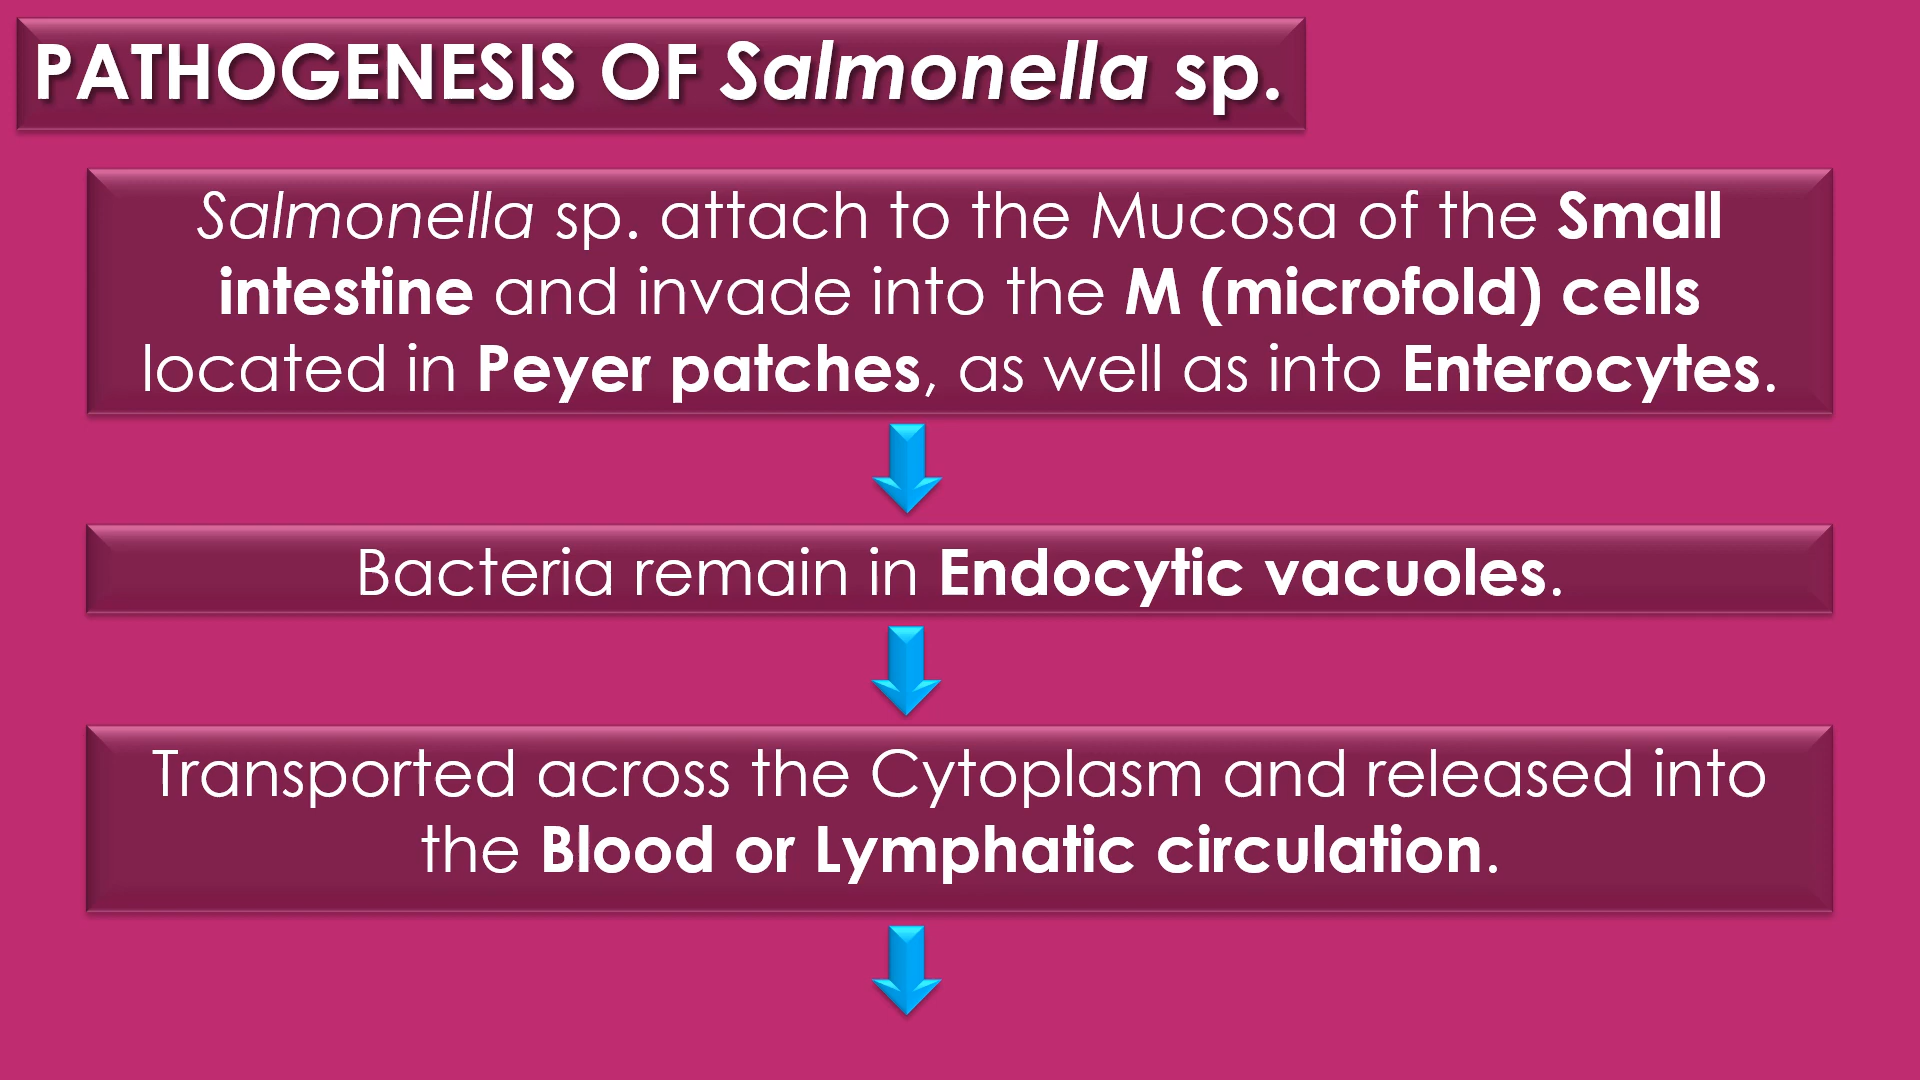 PATHOGENESIS OF Salmonella sp.
Salmonella sp. attach to the Mucosa of the Small
intestine and invade into the M (microfold) cells
located in Peyer patches, as well as into Enterocytes.
Bacteria remain in Endocytic vacuoles.
Transported across the Cytoplasm and released into
the Blood or Lymphatic circulation.